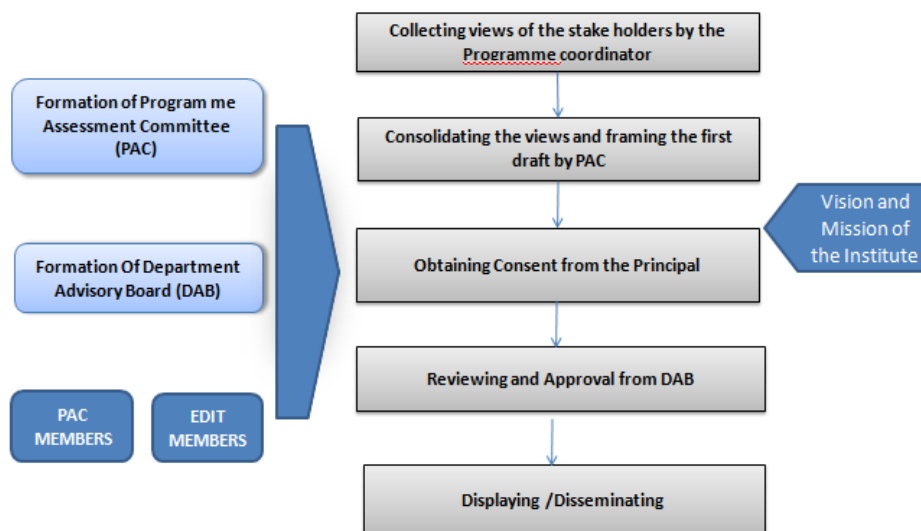 Collecting views of the stake holders by the
Programme coordinator
Formation of Program me
Assessment Committee
(PAC)
Consolidating the views and framing the first
draft by PAC
Vision and
Mission of
the Institute
Formation Of Department
Advisory Board (DAB)
Obtaining Consent from the Principal
Reviewing and Approval from DAB
PAC
MEMBERS
EDIT
MEMBERS
Displaying /Disseminating